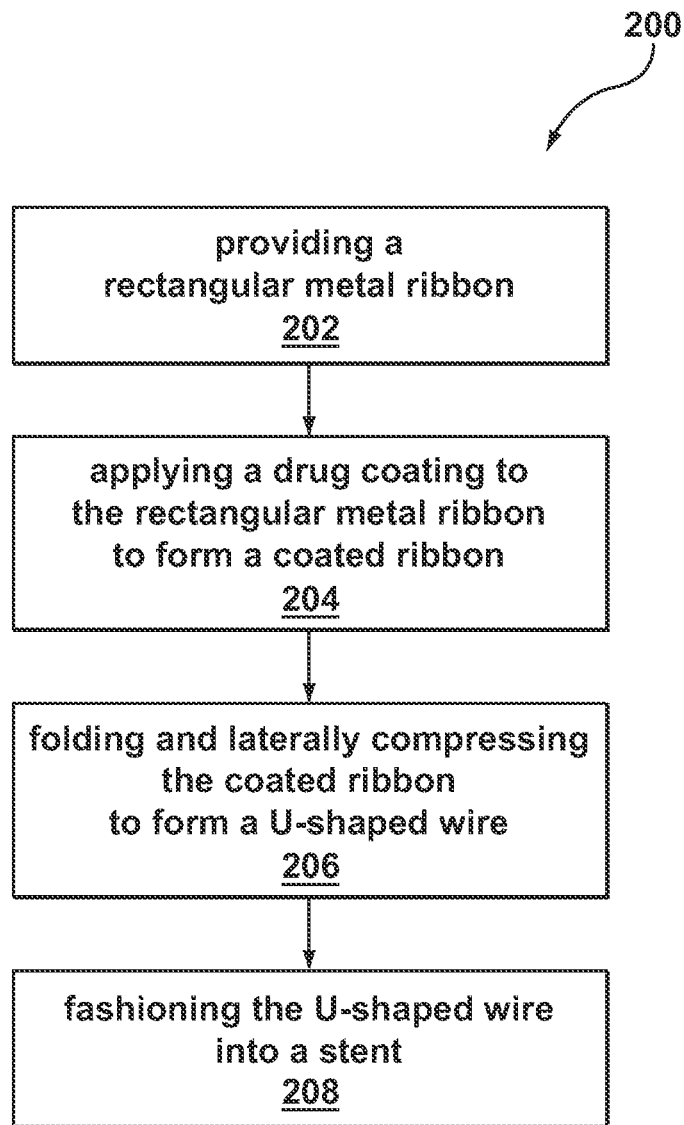 200
providing a
rectangular metal ribbon
202
applying a drug coating to
the rectangular metal ribbon
to form a coated ribbon
204
folding and laterally compressing
the coated ribbon
to form a U-shaped wire
206
fashioning the U-shaped wire
into a stent
208